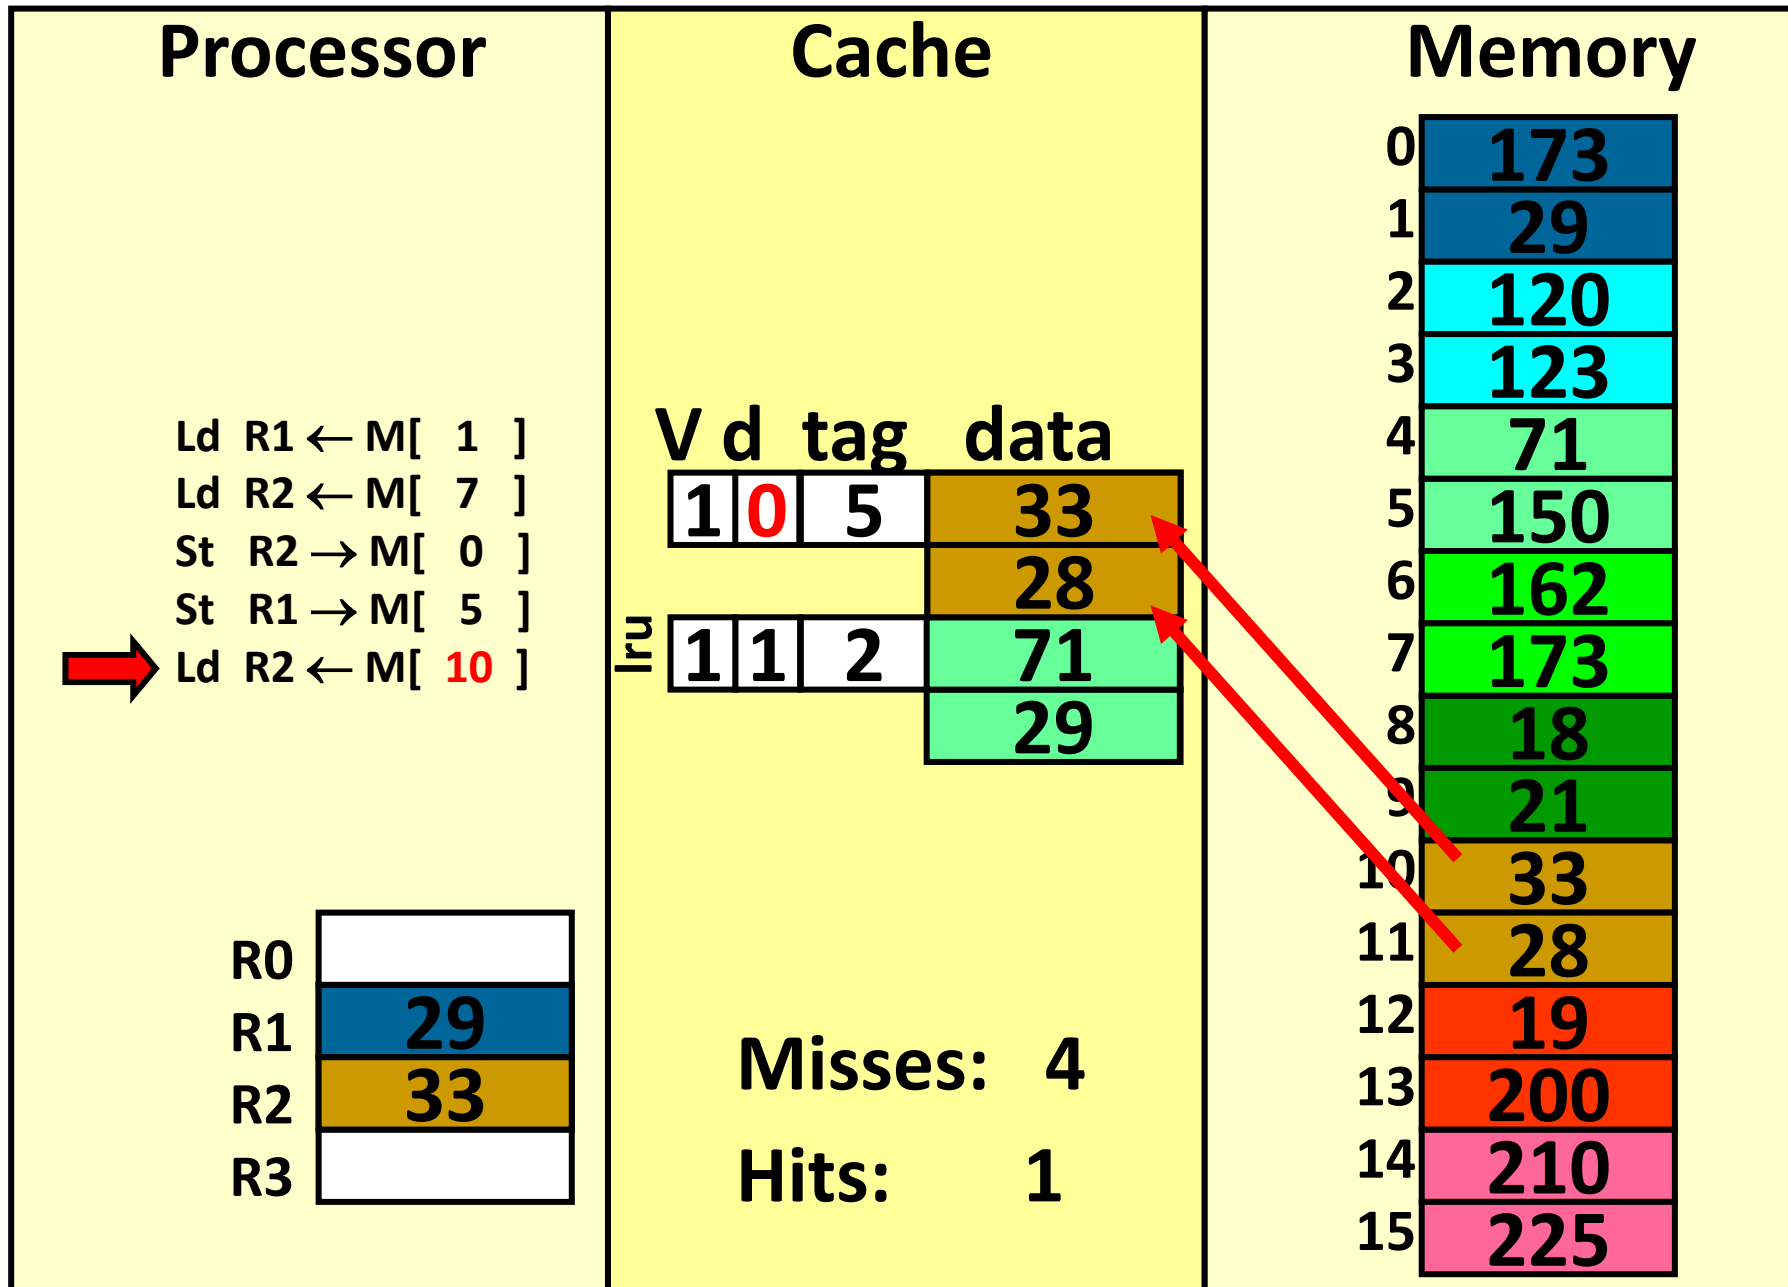 Processor
Ld R1 ← M[ 1 ]
Ld R2 ← M[ 7 ]
St R2 → M[ 0 ]
St R1 → M[ 5 ]
Ld R2 ← M[ 10 ]
R0
R1 29
R2 33
R3
Cache
V d tag data
1 0 5 33
28
lru 1 1 2 71
29
Misses: 4
Hits: 1
Memory
0 173
1 29
2 120
3 123
4 71
5 150
6 162
7 173
8 18
9 21
10 33
11 28
12 19
13 200
14 210
15 225